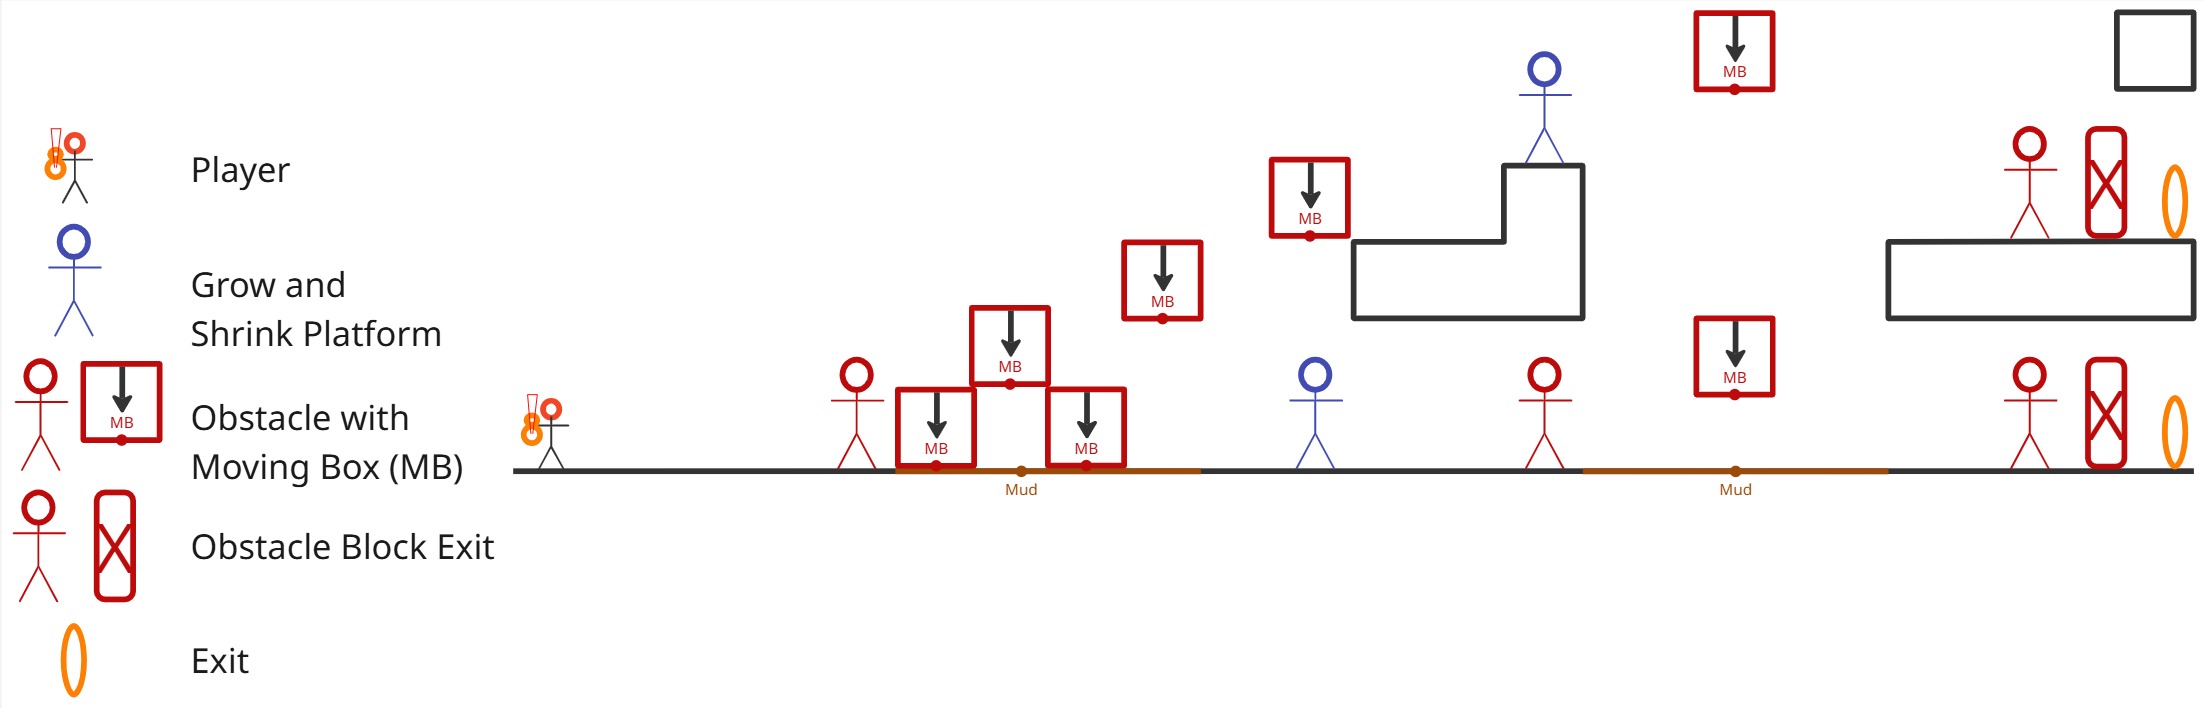 Player
Grow and
Shrink Platform
MB
Obstacle with
Moving Box (MB)
Obstacle Block Exit
Exit
MB
MB
MB
MB
MB
MB
MB
Mud
Mud